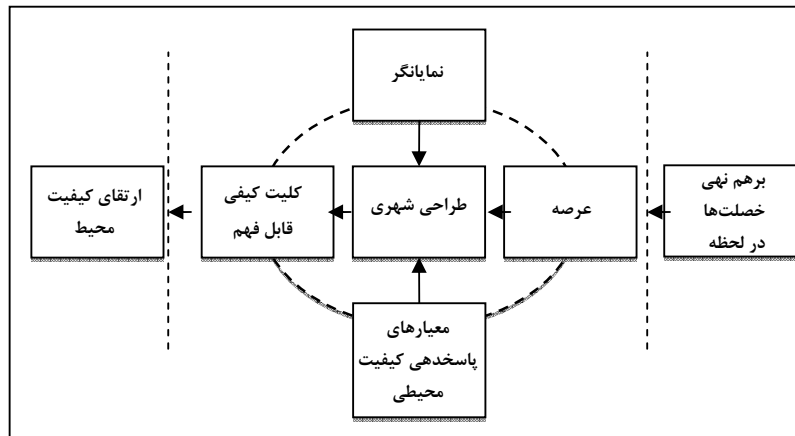 نمایانگر
برهم نهی
خصلت‌ها
در لحظه
عرصه
طراحی شهری
کلیت کیفی
قابل فهم
ارتقای کیفیت
محیط
معیارهای
پاسخدهی کیفیت
محیطی